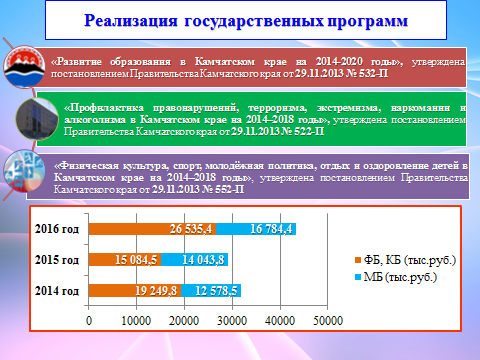 Реализация государственных программ
«Развитие образования в Камчатском крае на 2014-2020 годы», утверждена
постановлением Правительства Камчатского края от 29.11.2013 № 532-П
«Профилактика правонарушений, терроризма, экстремизма, наркомании и
алкоголизма в Камчатском крае на 2014–2018 годы», утверждена постановлением
Правительства Камчатского края от 29.11.2013 № 522-П
«Физическая культура, спорт, молодёжная политика, отдых и оздоровление детей в
Камчатском крае на 2014–2018 годы», утверждена постановлением Правительства
Камчатского края от 29.11.2013 № 552-П
2016 год 26 535,4 16 784,4
2015 год 15 084,5 14 043,8
2014 год 19 249,8 12 578,5
ФБ, КБ (тыс.руб.)
МБ (тыс.руб.)
0 10000 20000 30000 40000 50000